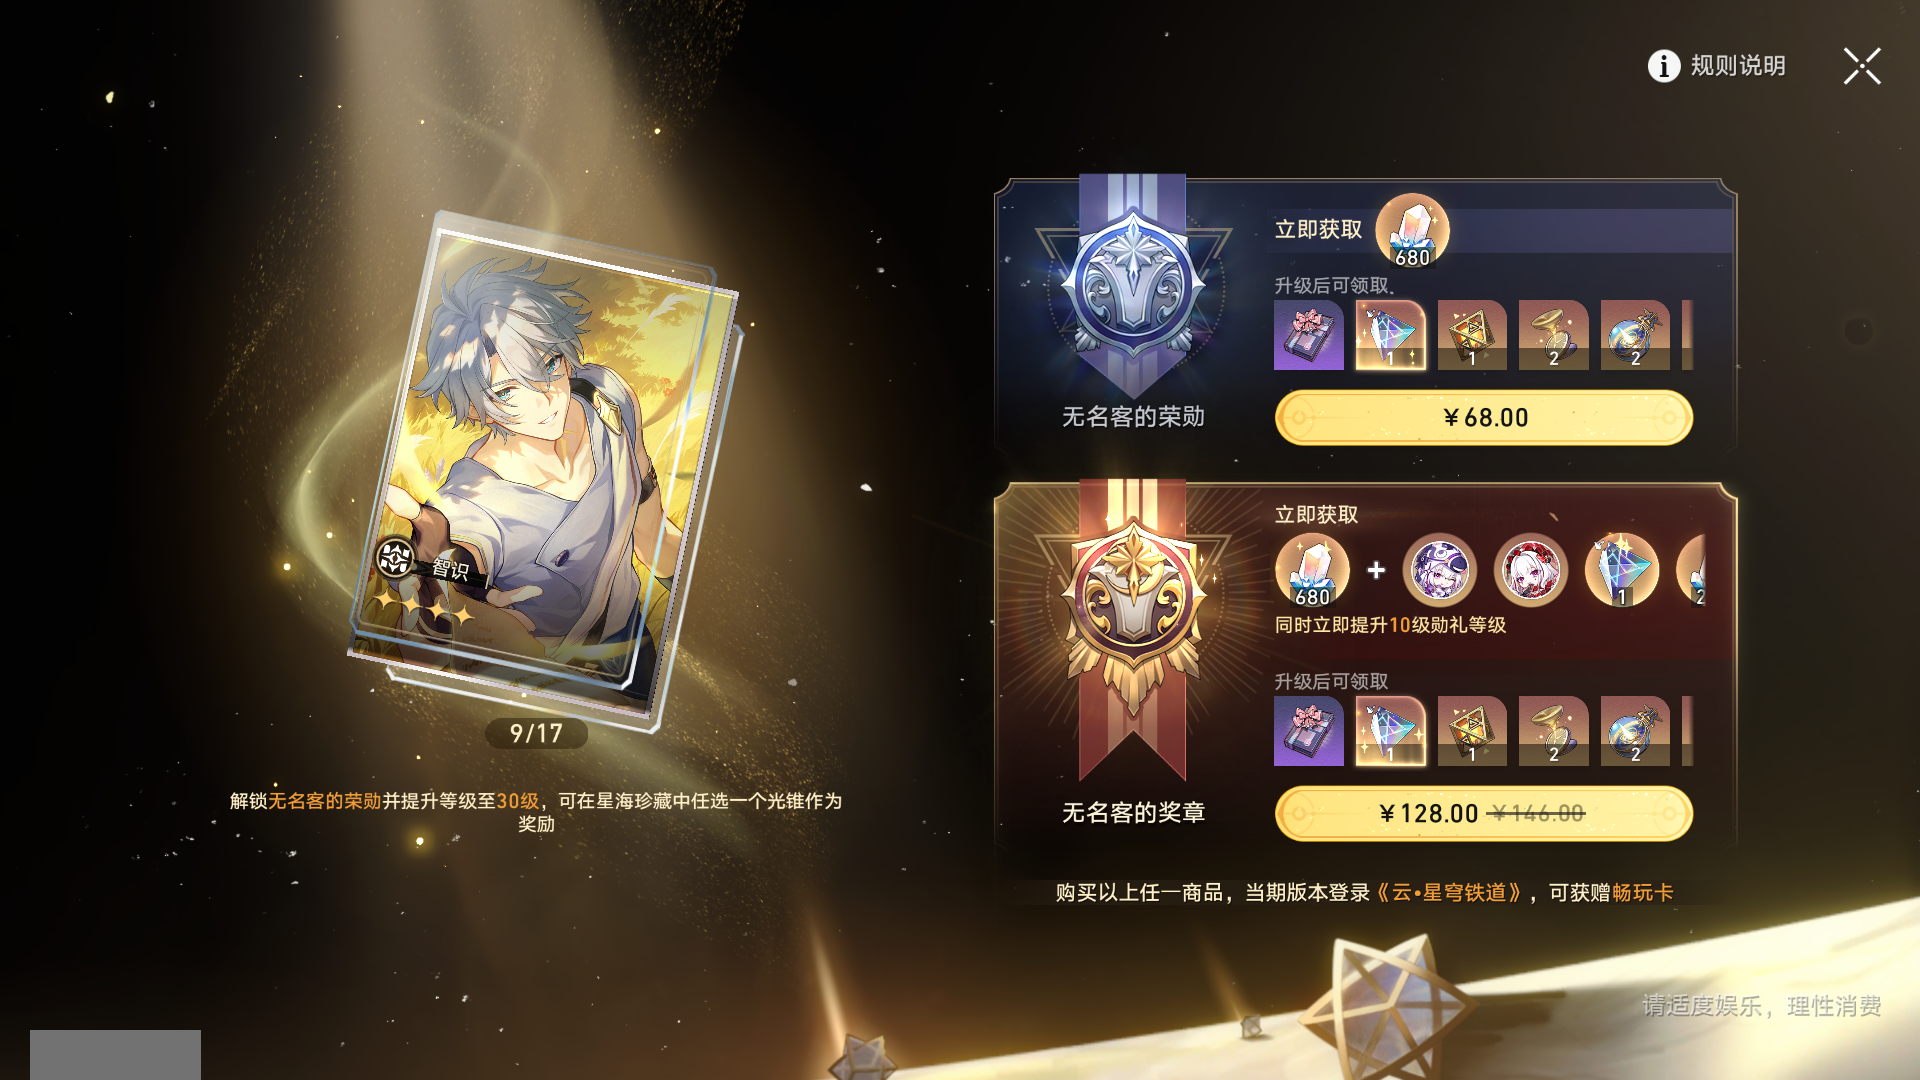 规则说明
立即获取
680
升级后可领取
1
1
2
2
无名客的荣勋
¥68.00
立即获取
680
1
2
同时立即提升10级勋礼等级
升级后可领取
1
1
2
2
无名客的奖章
¥128.00 ¥146.00
智识
9/17
解锁无名客的荣勋并提升等级至30级，可在星海珍藏中任选一个光锥作为
奖励
购买以上任一商品，当期版本登录《云•星穹铁道》，可获赠畅玩卡
请适度娱乐，理性消费